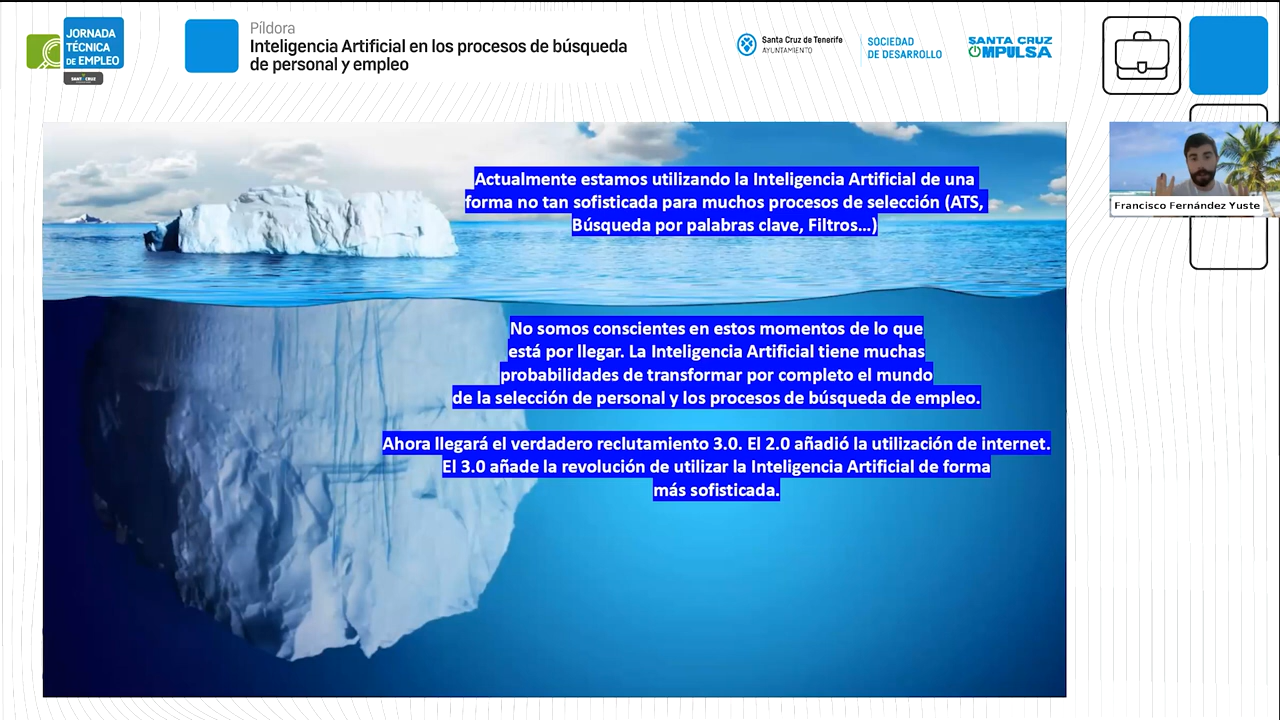 JORNADA
TÉCNICA
DE EMPLEO
SANTA CRUZ
Píldora
Inteligencia Artificial en los procesos de búsqueda
de personal y empleo
Santa Cruz de Tenerife
AYUNTAMIENTO
SOCIEDAD
DE DESARROLLO
SANTA CRUZ
OMPULSA
Actualmente estamos utilizando la Inteligencia Artificial de una
forma no tan sofisticada para muchos procesos de selección (ATS,
Búsqueda por palabras clave, Filtros...)
Francisco Fernández Yuste
No somos conscientes en estos momentos de lo que
está por llegar. La Inteligencia Artificial tiene muchas
probabilidades de transformar por completo el mundo
de la selección de personal y los procesos de búsqueda de empleo.
Ahora llegará el verdadero reclutamiento 3.0. El 2.0 añadió la utilización de internet.
El 3.0 añade la revolución de utilizar la Inteligencia Artificial de forma
más sofisticada.